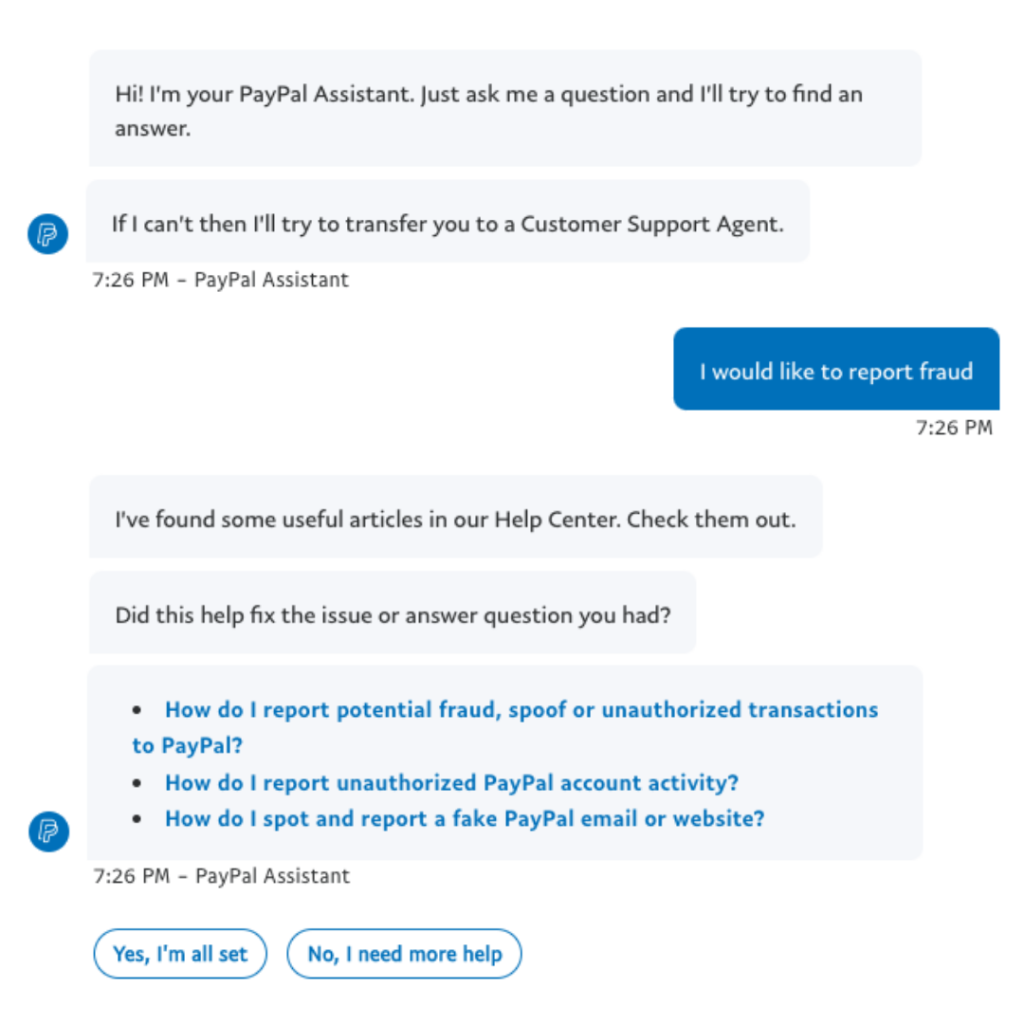 Hi! I'm your PayPal Assistant. Just ask me a question and I'll try to find an
answer.
If I can't then I'll try to transfer you to a Customer Support Agent.
7:26 PM – PayPal Assistant
I would like to report fraud
7:26 PM
I've found some useful articles in our Help Center. Check them out.
Did this help fix the issue or answer question you had?
• How do I report potential fraud, spoof or unauthorized transactions
to PayPal?
• How do I report unauthorized PayPal account activity?
• How do I spot and report a fake PayPal email or website?
7:26 PM – PayPal Assistant
Yes, I'm all set
No, I need more help